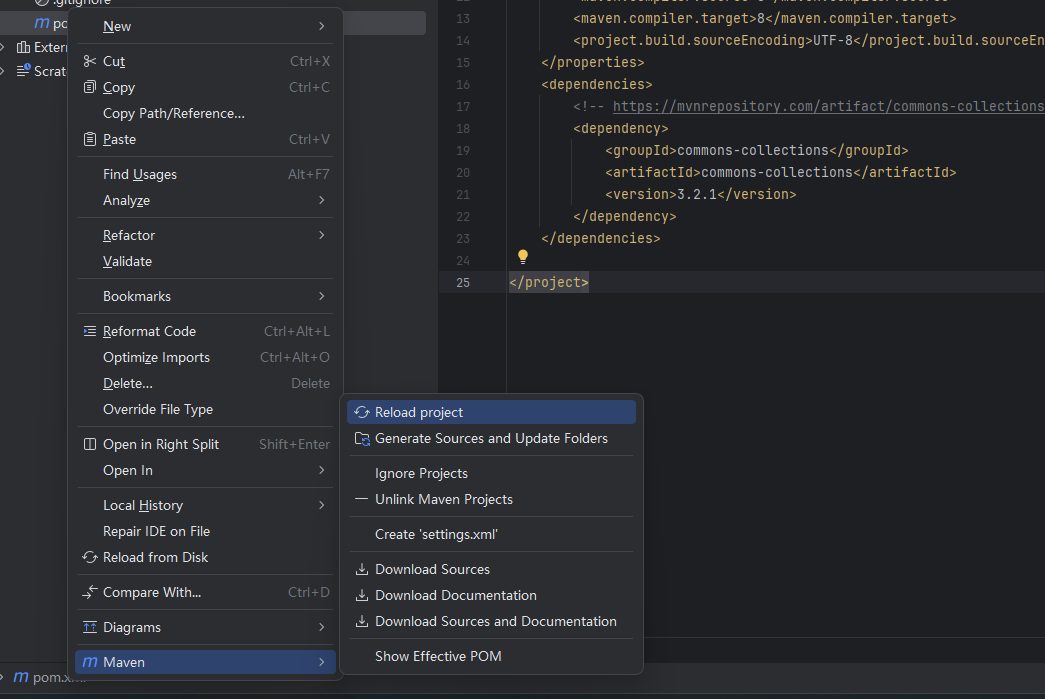 .gitignore
New
Cut Ctrl+X
Copy Ctrl+C
Copy Path/Reference...
Paste Ctrl+V
Find Usages Alt+F7
Analyze
Refactor
Validate
Bookmarks
Reformat Code Ctrl+Alt+L
Optimize Imports Ctrl+Alt+O
Delete... Delete
Override File Type
Open in Right Split Shift+Enter
Open In
Local History
Repair IDE on File
Reload from Disk
Compare With... Ctrl+D
Diagrams
m Maven
Reload project
Generate Sources and Update Folders
Ignore Projects
Unlink Maven Projects
Create 'settings.xml'
Download Sources
Download Documentation
Download Sources and Documentation
Show Effective POM
13 <maven.compiler.target>8</maven.compiler.target>
14 <project.build.sourceEncoding>UTF-8</project.build.sourceEn
15 </properties>
16 <dependencies>
17 <!-- https://mvnrepository.com/artifact/commons-collections
18 <dependency>
19 <groupId>commons-collections</groupId>
20 <artifactId>commons-collections</artifactId>
21 <version>3.2.1</version>
22 </dependency>
23 </dependencies>
24
25 </project>
m pom.xml